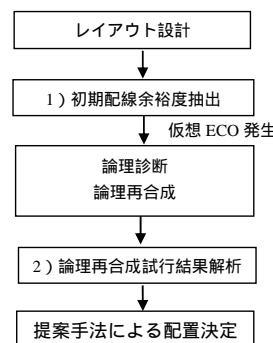 レイアウト設計
1）初期配線余裕度抽出
仮想 ECO 発生
論理診断
論理再合成
2）論理再合成試行結果解析
提案手法による配置決定